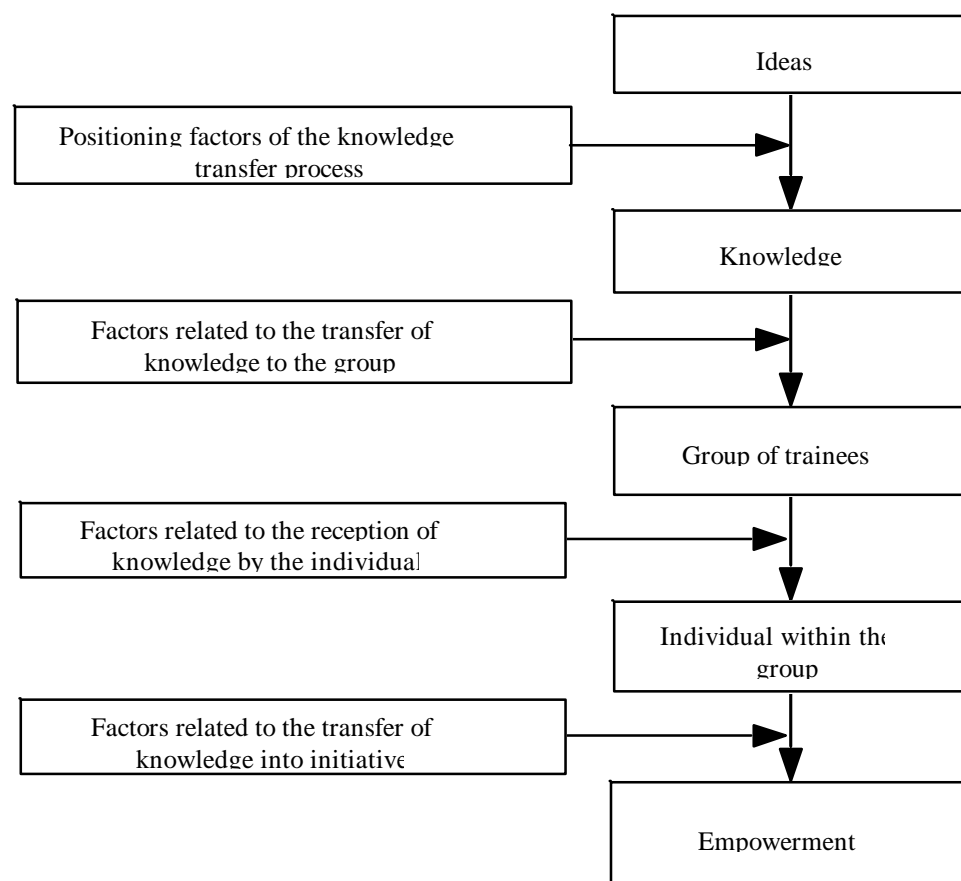 Ideas
Positioning factors of the knowledge
transfer process
Knowledge
Factors related to the transfer of
knowledge to the group
Group of trainees
Factors related to the reception of
knowledge by the individual
Individual within the
group
Factors related to the transfer of
knowledge into initiative
Empowerment